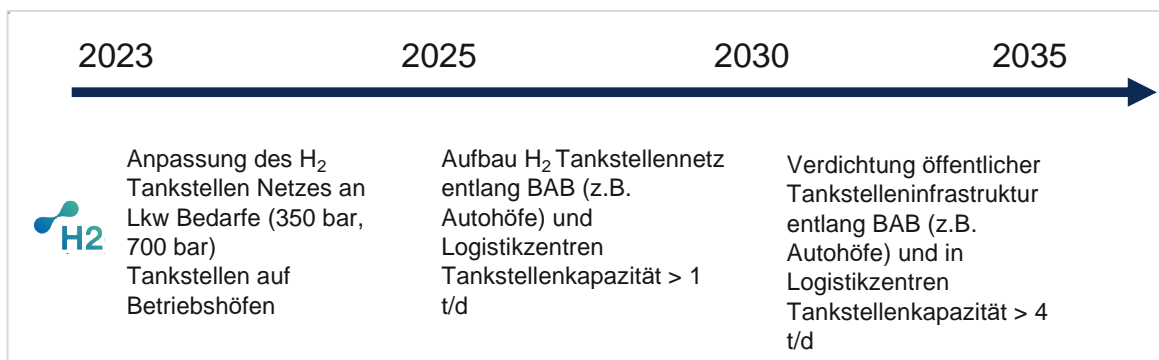 2023 2025 2030 2035
Anpassung des H₂
Tankstellen Netzes an
Lkw Bedarfe (350 bar,
700 bar)
Tankstellen auf
Betriebshöfen
Aufbau H₂ Tankstellennetz
entlang BAB (z.B.
Autohöfe) und
Logistikzentren
Tankstellenkapazität > 1
t/d
Verdichtung öffentlicher
Tankstelleninfrastruktur
entlang BAB (z.B.
Autohöfe) und in
Logistikzentren
Tankstellenkapazität > 4
t/d
H2